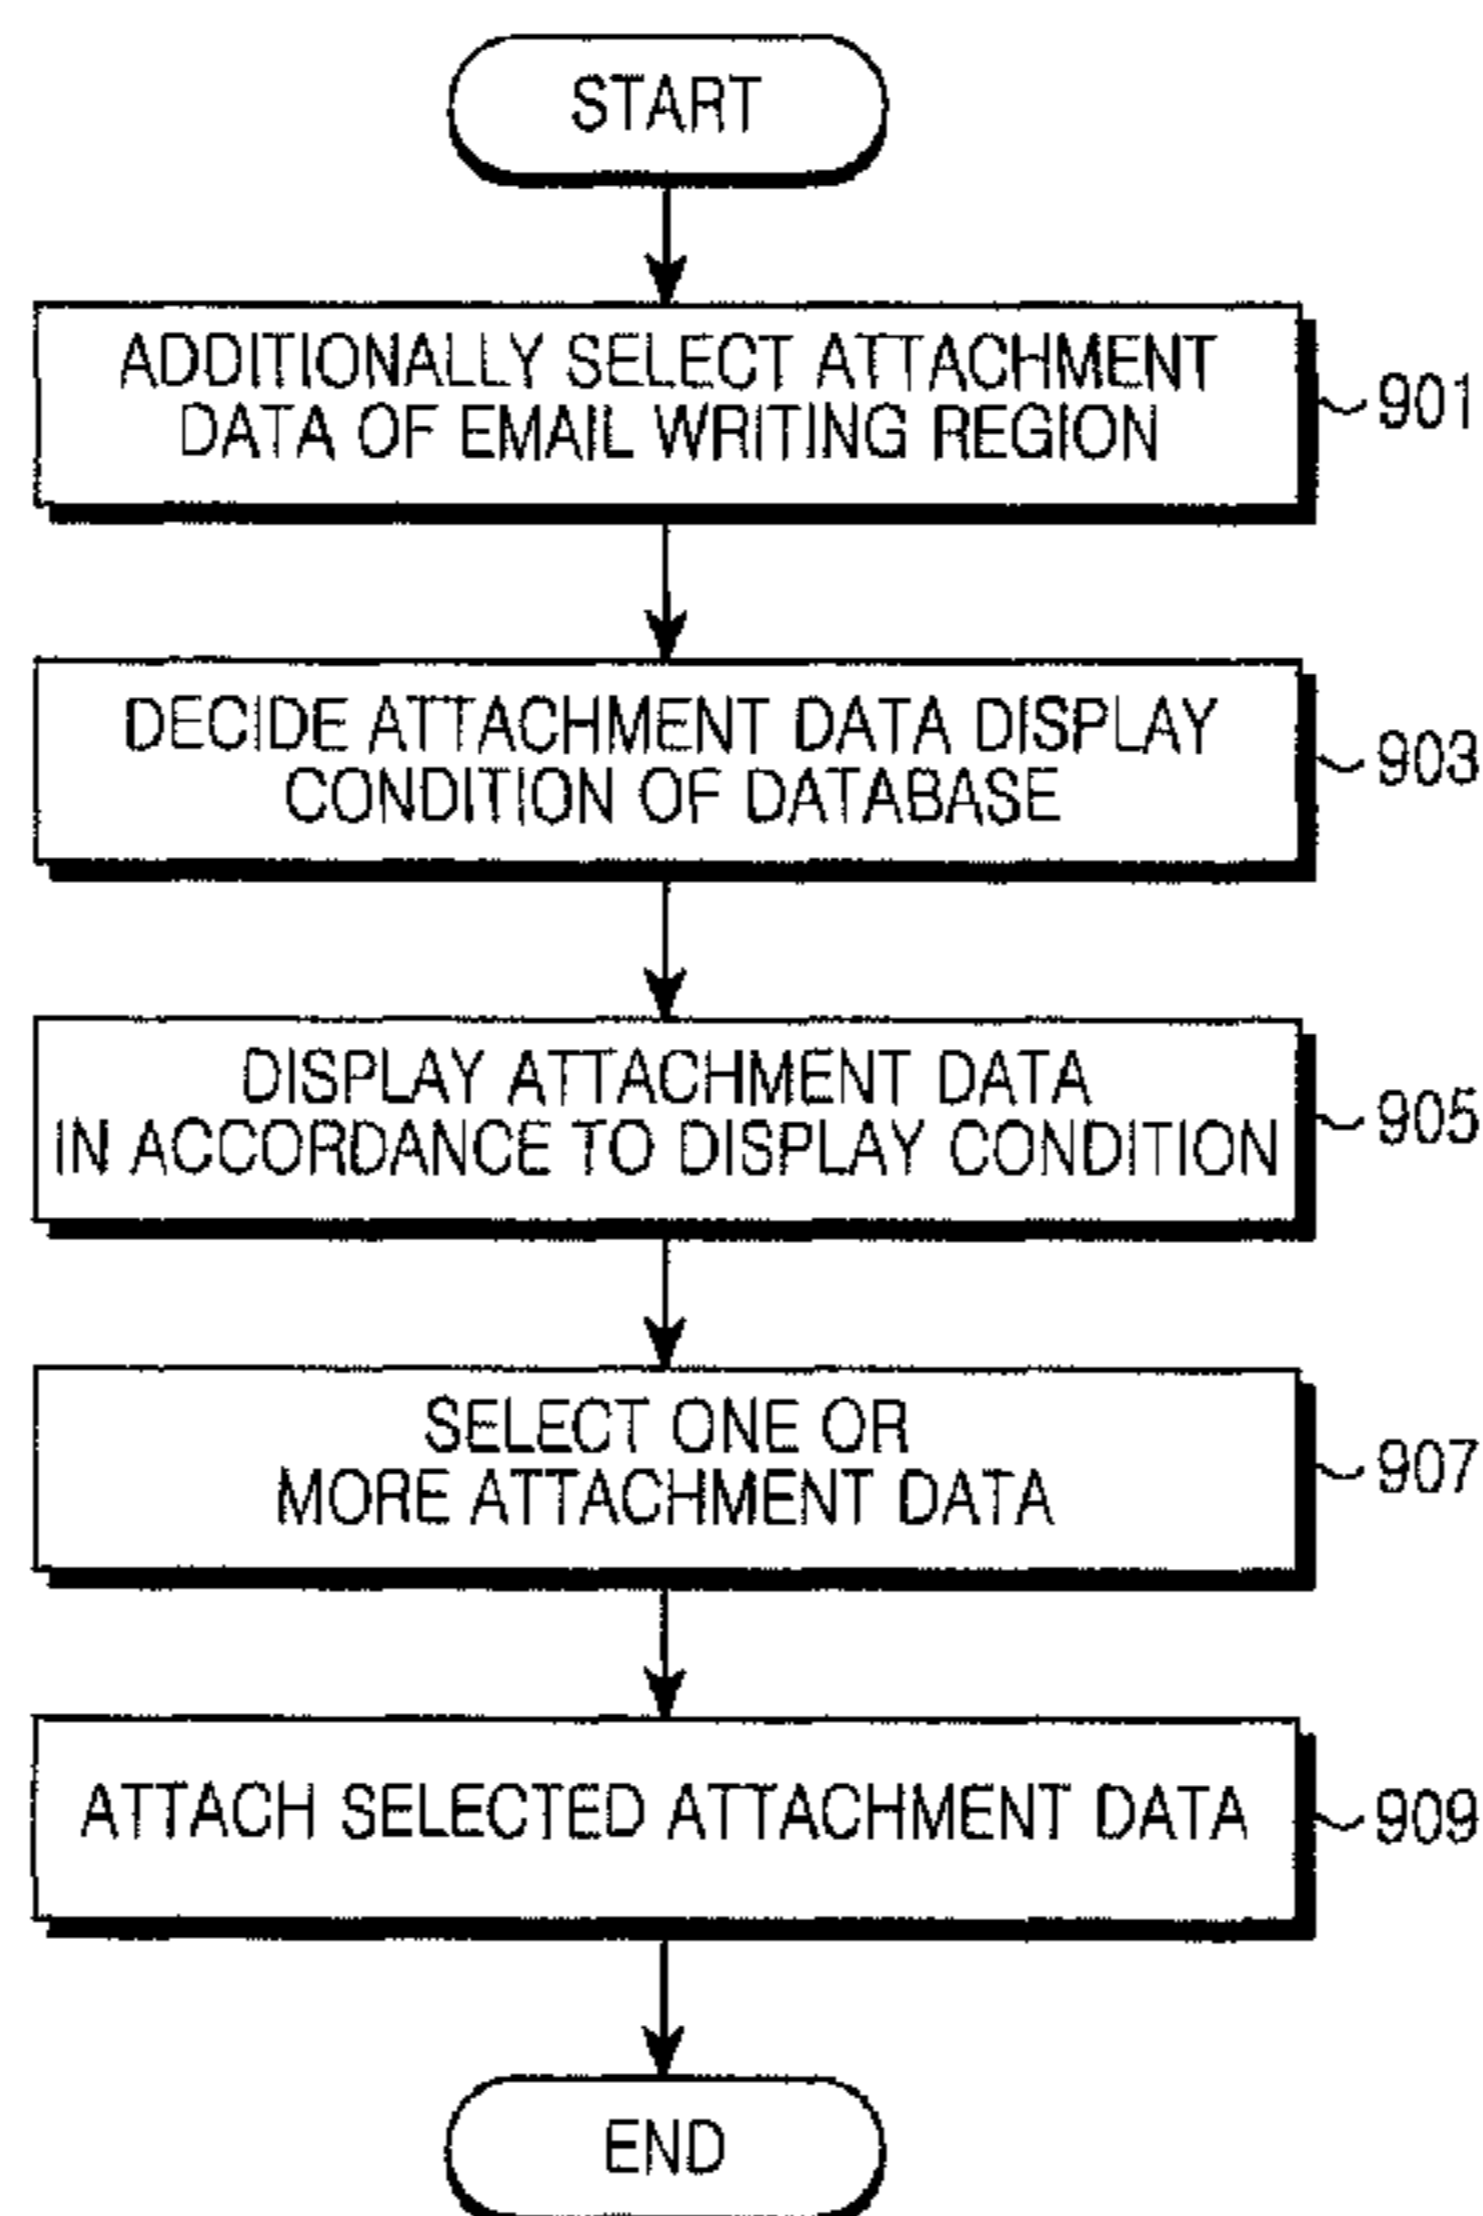 START
ADDITIONALLY SELECT ATTACHMENT
DATA OF EMAIL WRITING REGION
901
DECIDE ATTACHMENT DATA DISPLAY
CONDITION OF DATABASE
903
DISPLAY ATTACHMENT DATA
IN ACCORDANCE TO DISPLAY CONDITION
905
SELECT ONE OR
MORE ATTACHMENT DATA
907
ATTACH SELECTED ATTACHMENT DATA
909
END